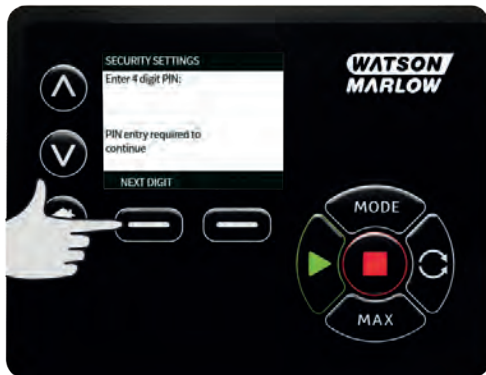 SECURITY SETTINGS
Enter 4 digit PIN:
PIN entry required to
continue
NEXT DIGIT
WATSON
MARLOW
MODE
MAX